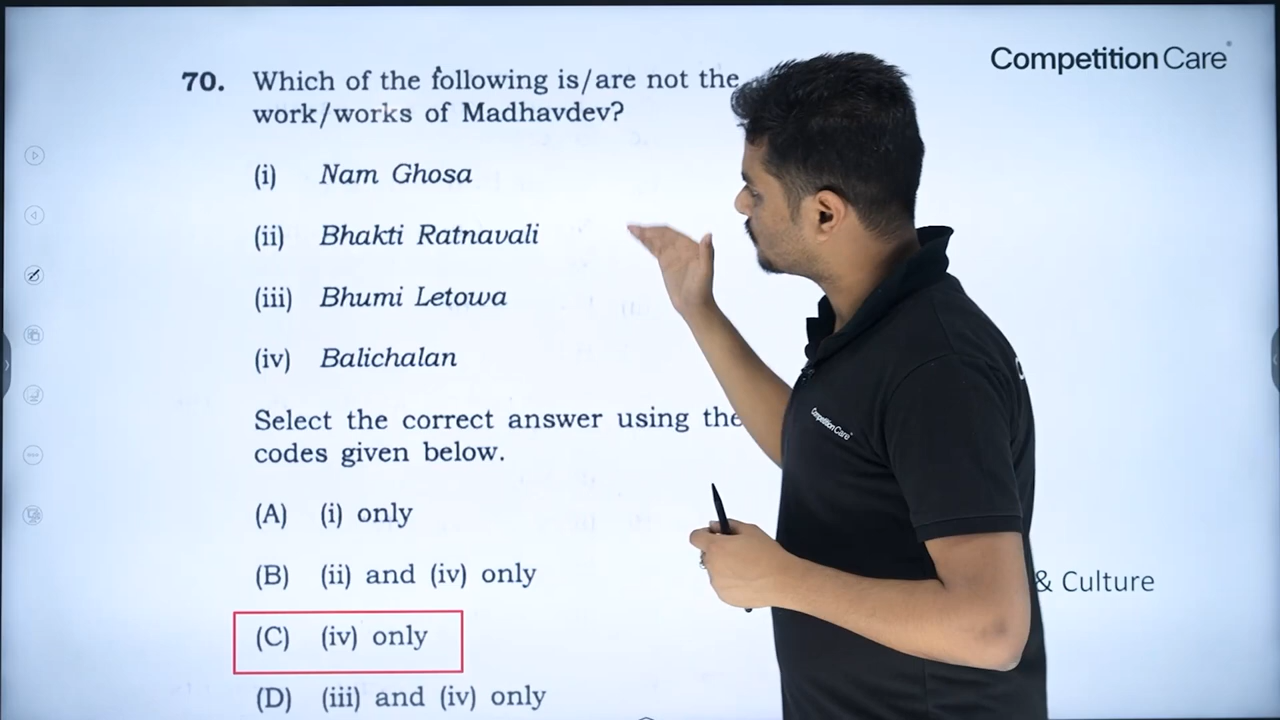 Competition Care
70. Which of the following is/are not the
work/works of Madhavdev?
(i) Nam Ghosa
(ii) Bhakti Ratnavali
(iii) Bhumi Letowa
(iv) Balichalan
Select the correct answer using the
codes given below.
(A) (i) only
(B) (ii) and (iv) only
& Culture
(C) (iv) only
(D) (iii) and (iv) only
CompetitionCare